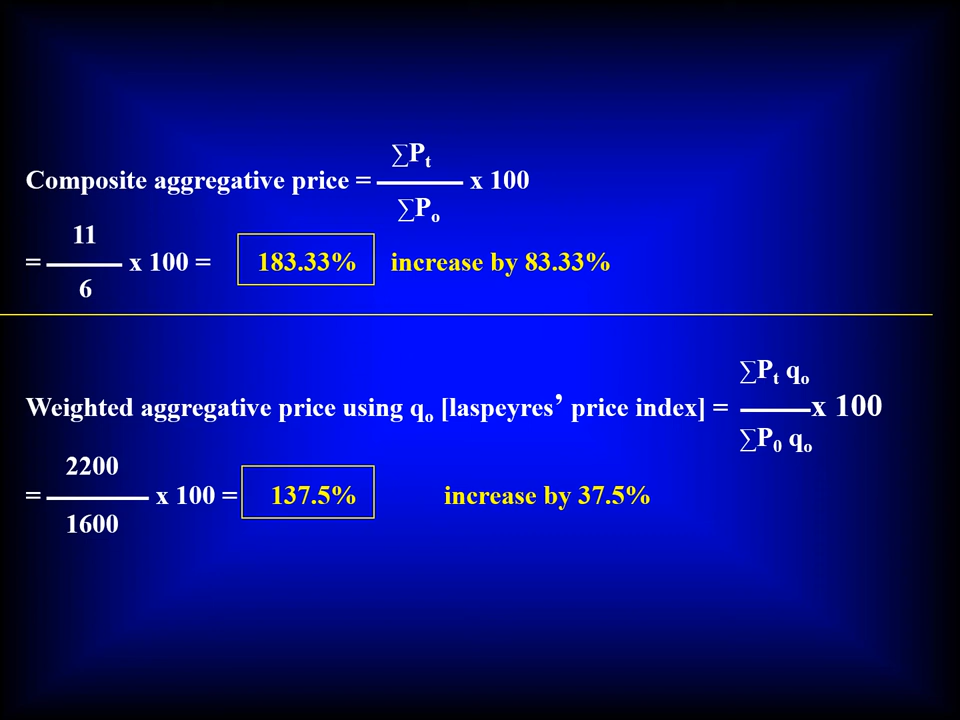 ∑Pt
Composite aggregative price = ─── x 100
∑Po
11
= ─── x 100 = 183.33% increase by 83.33%
6
∑Pt qo
Weighted aggregative price using qo [laspeyres’ price index] = ─── x 100
∑P0 qo
2200
= ─── x 100 = 137.5% increase by 37.5%
1600